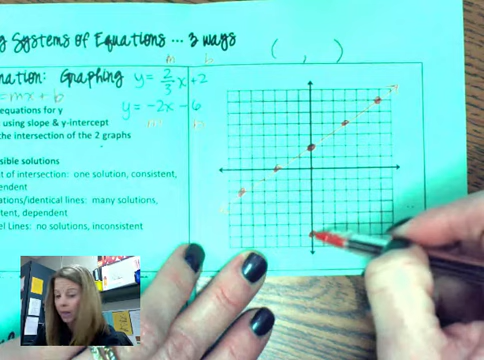 g Systems of Equations ... 3 ways
m b ( , )
nation: Graphing y = 2/3 x + 2
= mx + b
y = -2x - 6
equations for y
using slope & y-intercept
the intersection of the 2 graphs
sible solutions
t of intersection: one solution, consistent,
endent
ations/identical lines: many solutions,
stent, dependent
el Lines: no solutions, inconsistent